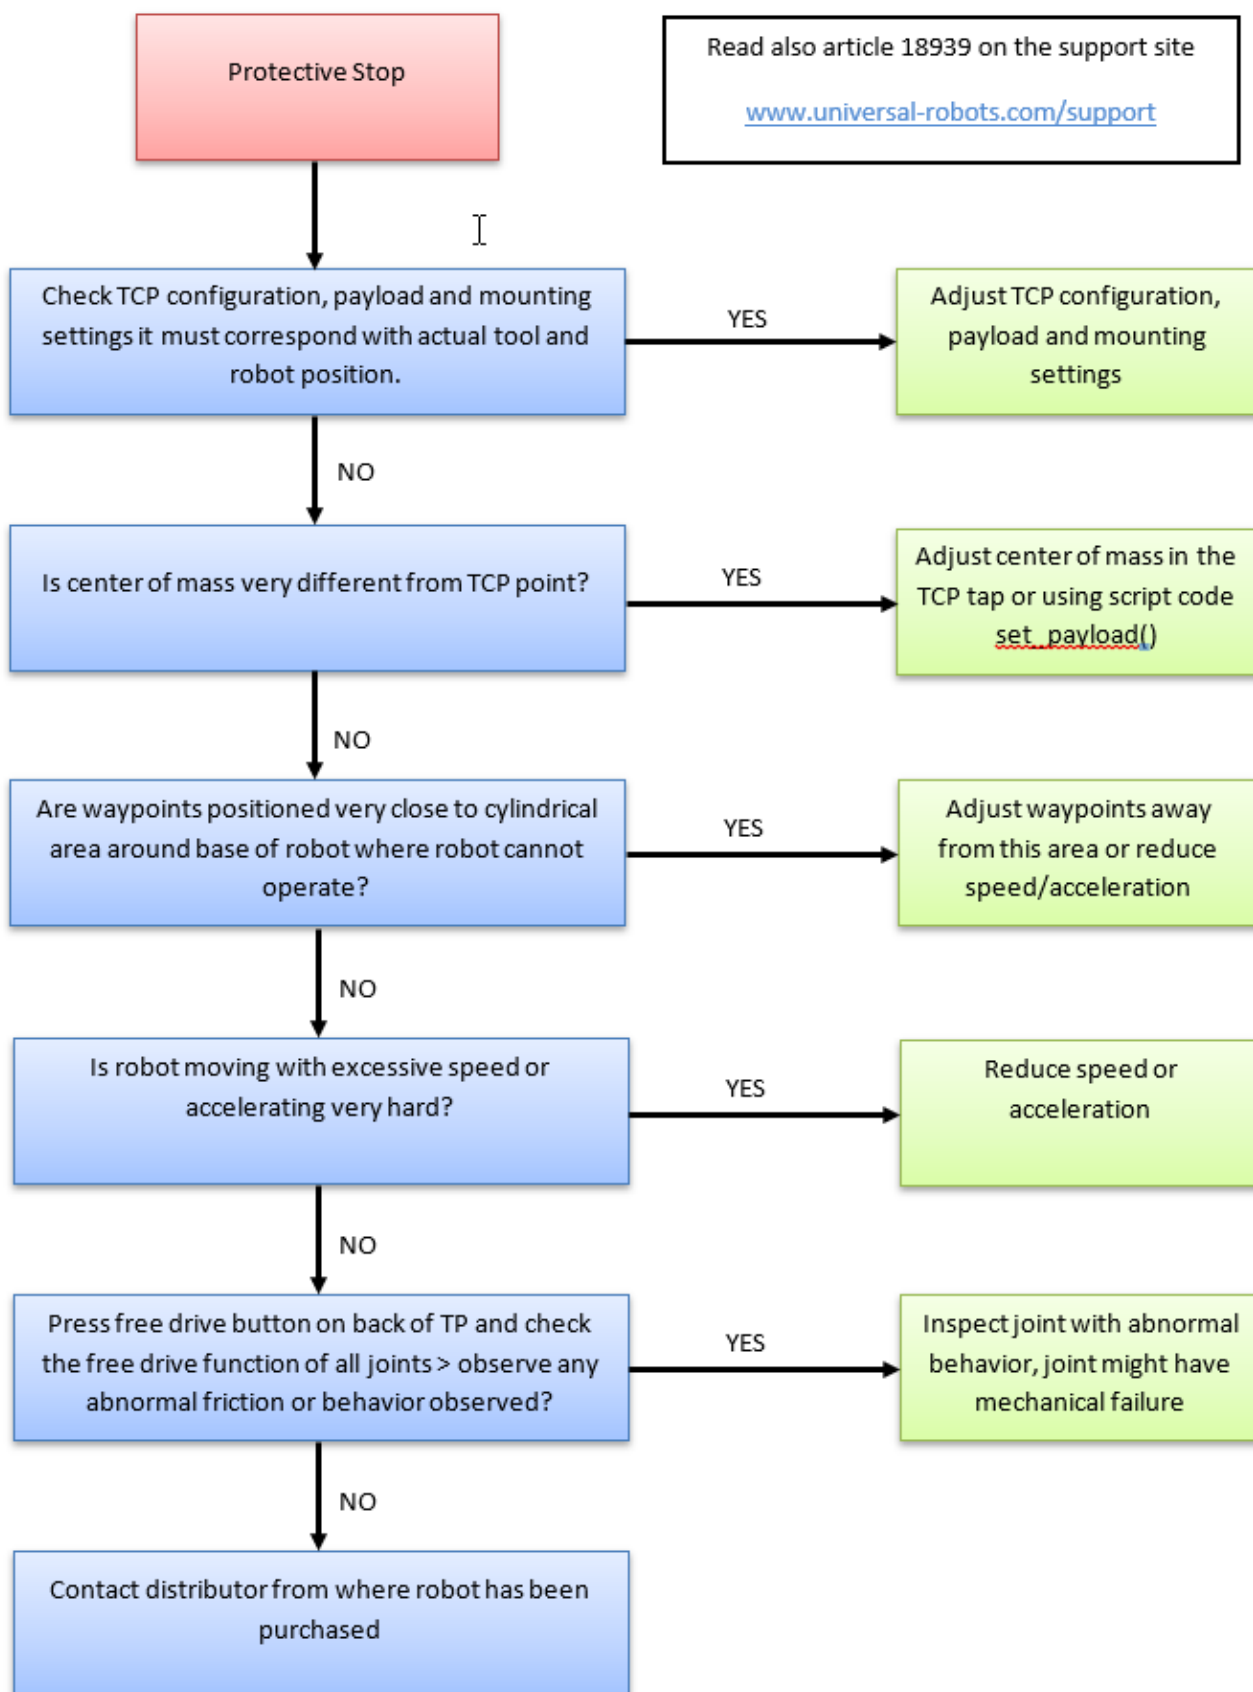 Protective Stop
Read also article 18939 on the support site
www.universal-robots.com/support
Check TCP configuration, payload and mounting
settings it must correspond with actual tool and
robot position.
YES
Adjust TCP configuration,
payload and mounting
settings
NO
Is center of mass very different from TCP point?
YES
Adjust center of mass in the
TCP tap or using script code
set_payload()
NO
Are waypoints positioned very close to cylindrical
area around base of robot where robot cannot
operate?
YES
Adjust waypoints away
from this area or reduce
speed/acceleration
NO
Is robot moving with excessive speed or
accelerating very hard?
YES
Reduce speed or
acceleration
NO
Press free drive button on back of TP and check
the free drive function of all joints > observe any
abnormal friction or behavior observed?
YES
Inspect joint with abnormal
behavior, joint might have
mechanical failure
NO
Contact distributor from where robot has been
purchased